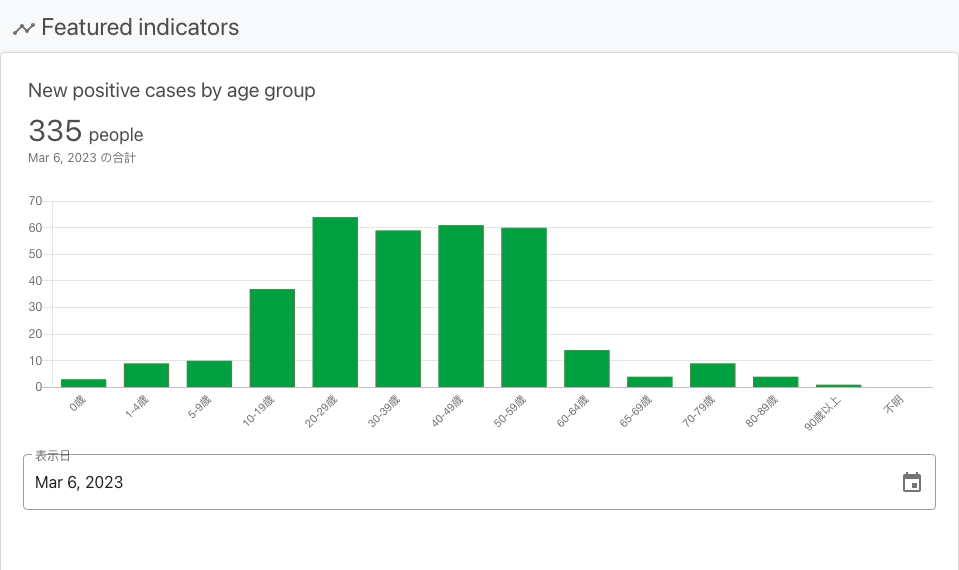 Featured indicators
New positive cases by age group
335 people
Mar 6, 2023 の合計
70
60
50
40
30
20
10
0
0歳
1-4歳
5-9歳
10-19歳
20-29歳
30-39歳
40-49歳
50-59歳
60-64歳
65-69歳
70-79歳
80-89歳
90歳以上
不明
表示日
Mar 6, 2023